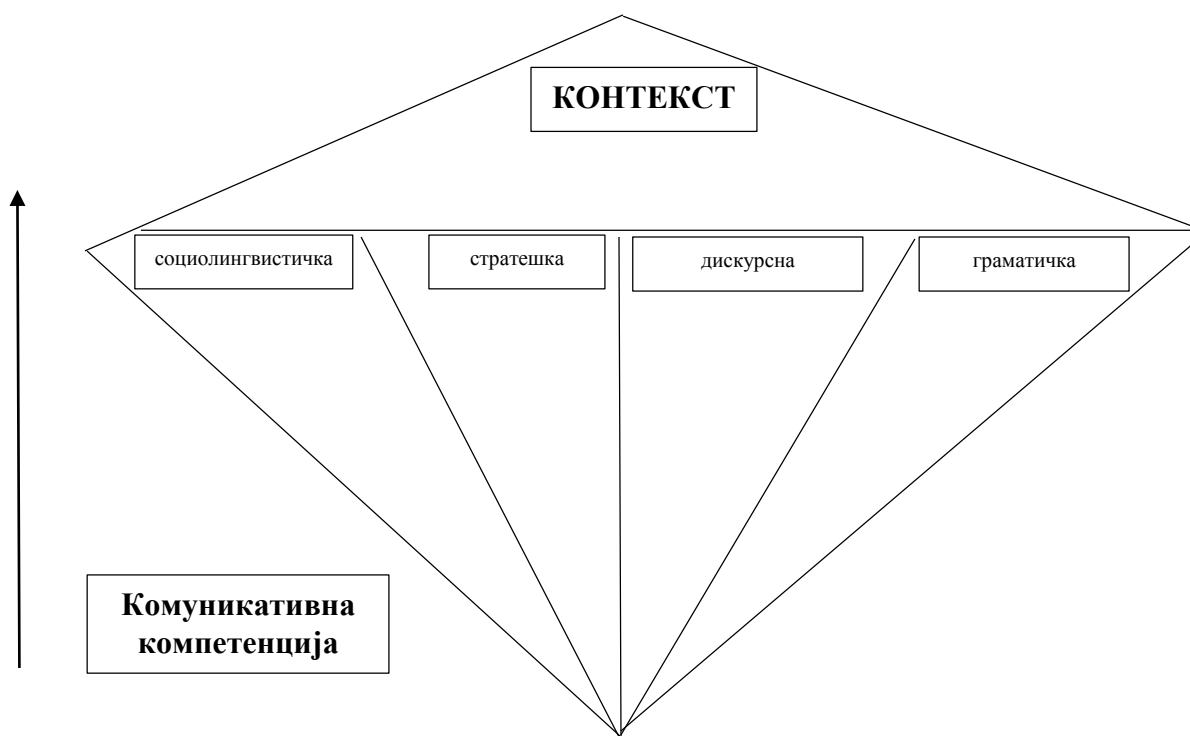 КОНТЕКСТ
социолингвистичка
стратешка
дискурсна
граматичка
Комуникативна
компетенција